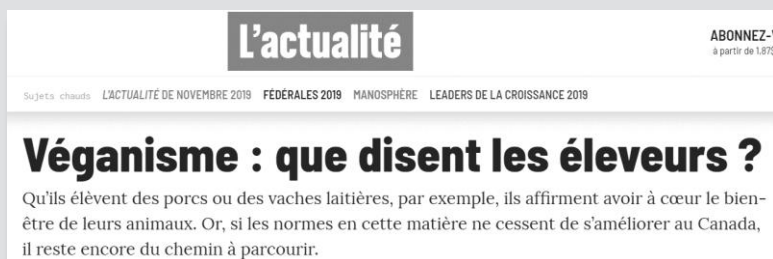 L'actualité
ABONNEZ-
à partir de 1.87$
Sujets chauds L'ACTUALITÉ DE NOVEMBRE 2019 FÉDÉRALES 2019 MANOSPHÈRE LEADERS DE LA CROISSANCE 2019
Véganisme : que disent les éleveurs ?
Qu'ils élèvent des porcs ou des vaches laitières, par exemple, ils affirment avoir à cœur le bien-
être de leurs animaux. Or, si les normes en cette matière ne cessent de s'améliorer au Canada,
il reste encore du chemin à parcourir.